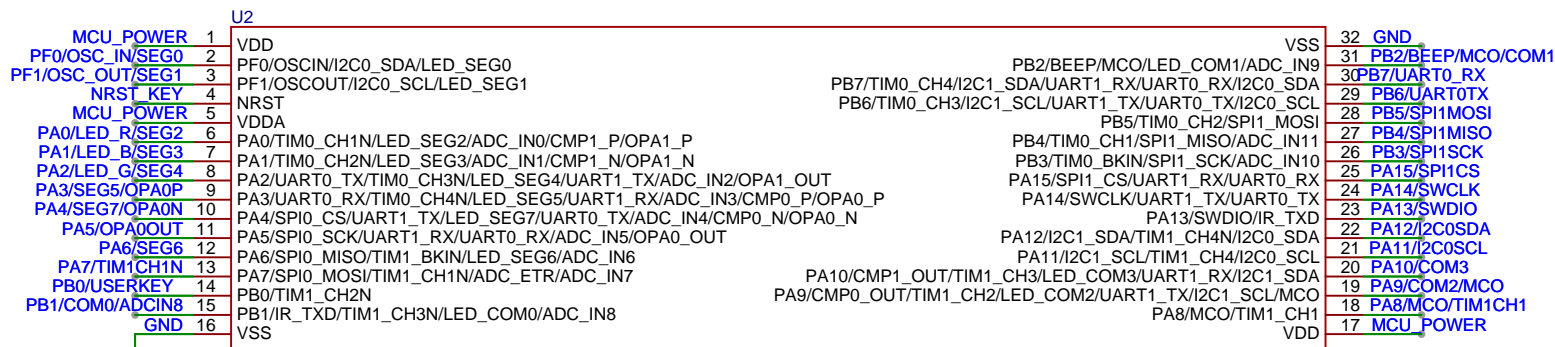 U2
MCU_POWER 1 VDD
PF0/OSC_IN/SEG0 2 PF0/OSCIN/I2C0_SDA/LED_SEG0
PF1/OSC_OUT/SEG1 3 PF1/OSCOUT/I2C0_SCL/LED_SEG1
NRST_KEY 4 NRST
MCU_POWER 5 VDDA
PA0/LED_R/SEG2 6 PA0/TIM0_CH1N/LED_SEG2/ADC_IN0/CMP1_P/OPA1_P
PA1/LED_B/SEG3 7 PA1/TIM0_CH2N/LED_SEG3/ADC_IN1/CMP1_N/OPA1_N
PA2/LED_G/SEG4 8 PA2/UART0_TX/TIM0_CH3N/LED_SEG4/UART1_TX/ADC_IN2/OPA1_OUT
PA3/SEG5/OPA0P 9 PA3/UART0_RX/TIM0_CH4N/LED_SEG5/UART1_RX/ADC_IN3/CMP0_P/OPA0_P
PA4/SEG7/OPA0N 10 PA4/SPI0_CS/UART1_TX/LED_SEG7/UART0_TX/ADC_IN4/CMP0_N/OPA0_N
PA5/OPA0OUT 11 PA5/SPI0_SCK/UART1_RX/UART0_RX/ADC_IN5/OPA0_OUT
PA6/SEG6 12 PA6/SPI0_MISO/TIM1_BKIN/LED_SEG6/ADC_IN6
PA7/TIM1CH1N 13 PA7/SPI0_MOSI/TIM1_CH1N/ADC_ETR/ADC_IN7
PB0/USERKEY 14 PB0/TIM1_CH2N
PB1/COM0/ADCIN8 15 PB1/IR_TXD/TIM1_CH3N/LED_COM0/ADC_IN8
GND 16 VSS
VSS 32 GND
PB2/BEEP/MCO/LED_COM1/ADC_IN9 31 PB2/BEEP/MCO/COM1
PB7/TIM0_CH4/I2C1_SDA/UART1_RX/UART0_RX/I2C0_SDA 30 PB7/UART0_RX
PB6/TIM0_CH3/I2C1_SCL/UART1_TX/UART0_TX/I2C0_SCL 29 PB6/UART0TX
PB5/TIM0_CH2/SPI1_MOSI 28 PB5/SPI1MOSI
PB4/TIM0_CH1/SPI1_MISO/ADC_IN11 27 PB4/SPI1MISO
PB3/TIM0_BKIN/SPI1_SCK/ADC_IN10 26 PB3/SPI1SCK
PA15/SPI1_CS/UART1_RX/UART0_RX 25 PA15/SPI1CS
PA14/SWCLK/UART1_TX/UART0_TX 24 PA14/SWCLK
PA13/SWDIO/IR_TXD 23 PA13/SWDIO
PA12/I2C1_SDA/TIM1_CH4N/I2C0_SDA 22 PA12/I2C0SDA
PA11/I2C1_SCL/TIM1_CH4/I2C0_SCL 21 PA11/I2C0SCL
PA10/CMP1_OUT/TIM1_CH3/LED_COM3/UART1_RX/I2C1_SDA 20 PA10/COM3
PA9/CMP0_OUT/TIM1_CH2/LED_COM2/UART1_TX/I2C1_SCL/MCO 19 PA9/COM2/MCO
PA8/MCO/TIM1_CH1 18 PA8/MCO/TIM1CH1
VDD 17 MCU_POWER